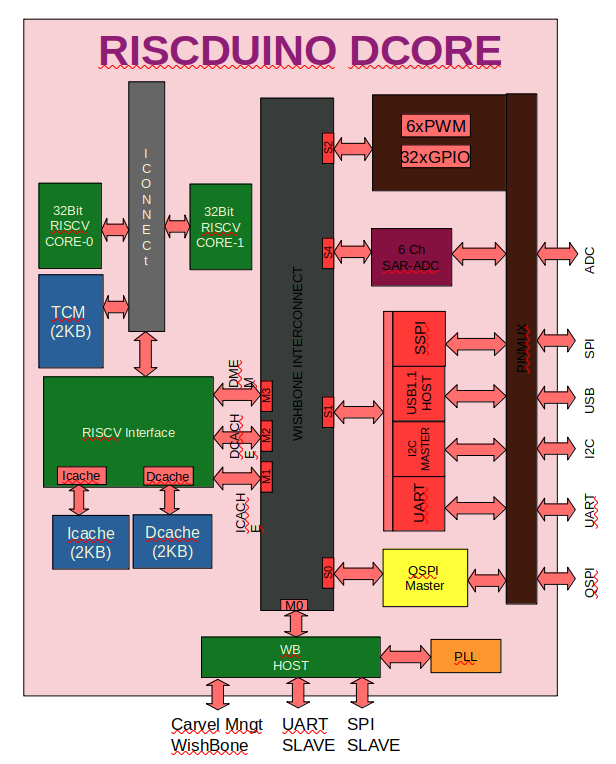 RISCDUINO DCORE
I
C
O
N
N
E
C
t
32Bit
RISCV
CORE-0
32Bit
RISCV
CORE-1
TCM
(2KB)
RISCV Interface
Icache
Dcache
Icache
(2KB)
Dcache
(2KB)
DME
M
DCACH
E
ICACH
E
M3
M2
M1
M0
WISHBONE INTERCONNECT
S2
S4
S1
S0
6xPWM
32xGPIO
6 Ch
SAR-ADC
SSPI
USB1.1
HOST
I2C
MASTER
UART
QSPI
Master
PINMUX
ADC
SPI
USB
I2C
UART
QSPI
WB
HOST
PLL
Carvel Mngt
WishBone
UART
SLAVE
SPI
SLAVE